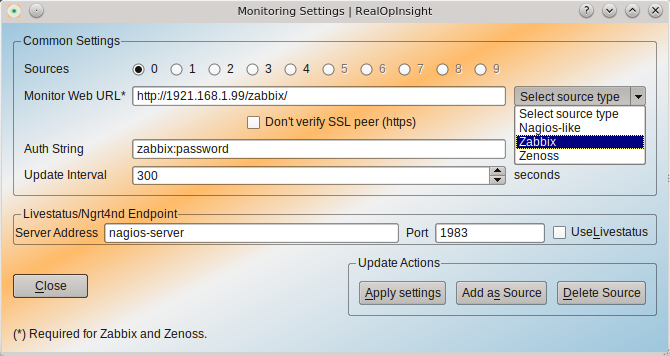 Monitoring Settings | RealOpInsight
Common Settings
Sources 0 1 2 3 4 5 6 7 8 9
Monitor Web URL* http://1921.168.1.99/zabbix/ Select source type
Select source type
Don't verify SSL peer (https) Nagios-like
Zabbix
Auth String zabbix:password Zenoss
Update Interval 300 seconds
Livestatus/Ngrt4nd Endpoint
Server Address nagios-server Port 1983 UseLivestatus
Update Actions
Close Apply settings Add as Source Delete Source
(*) Required for Zabbix and Zenoss.